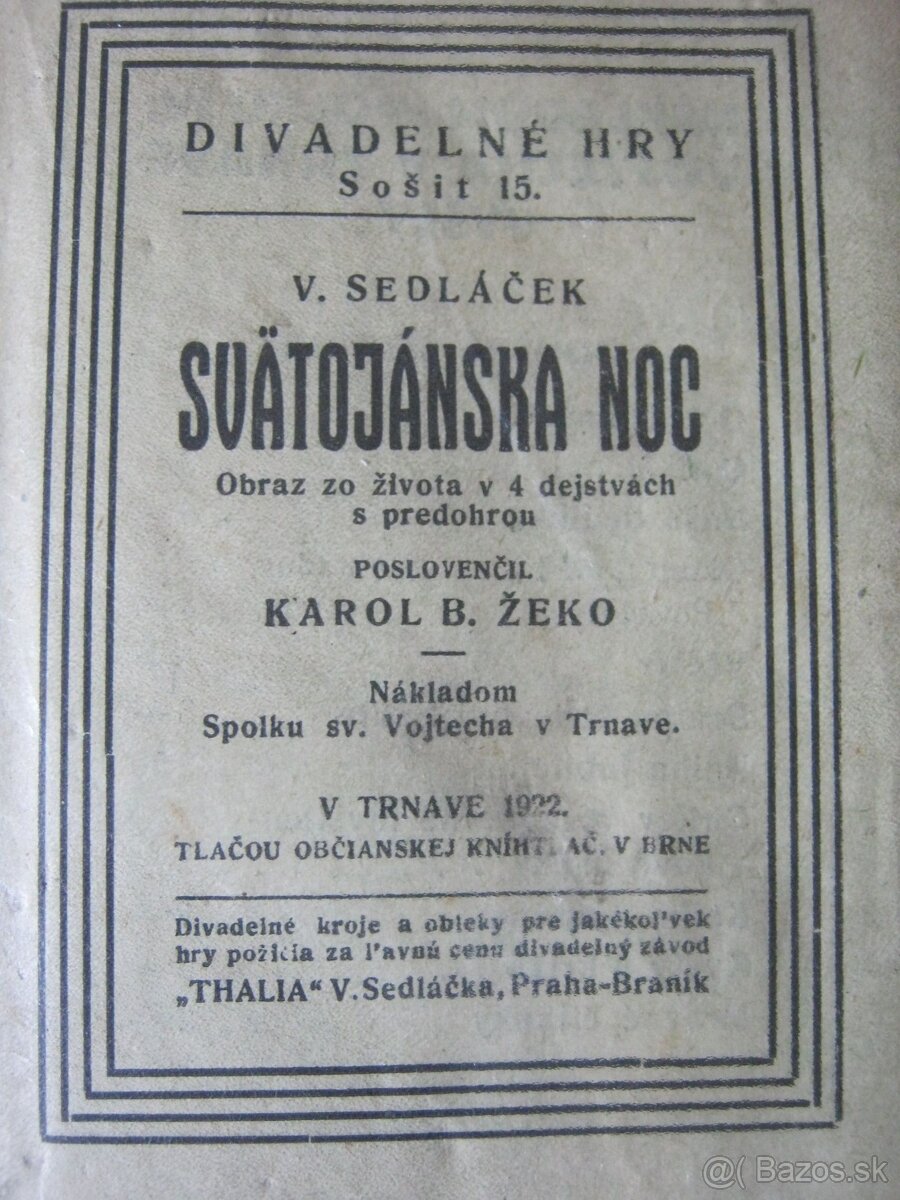 DIVADELNÉ HRY
Sošit 15.
V. SEDLÁČEK
SVÄTOJÁNSKA NOC
Obraz zo života v 4 dejstvách
s predohrou
POSLOVENČIL
KAROL B. ŽEKO
Nákladom
Spolku sv. Vojtecha v Trnave.
V TRNAVE 1922.
TLAČOU OBČIANSKEJ KNÍHTLAČ. V BRNE
Divadelné kroje a obleky pre jakékoľvek
hry požičia za ľavnú cenu divadelný závod
„THALIA“ V. Sedláčka, Praha-Braník
@( Bazos.sk